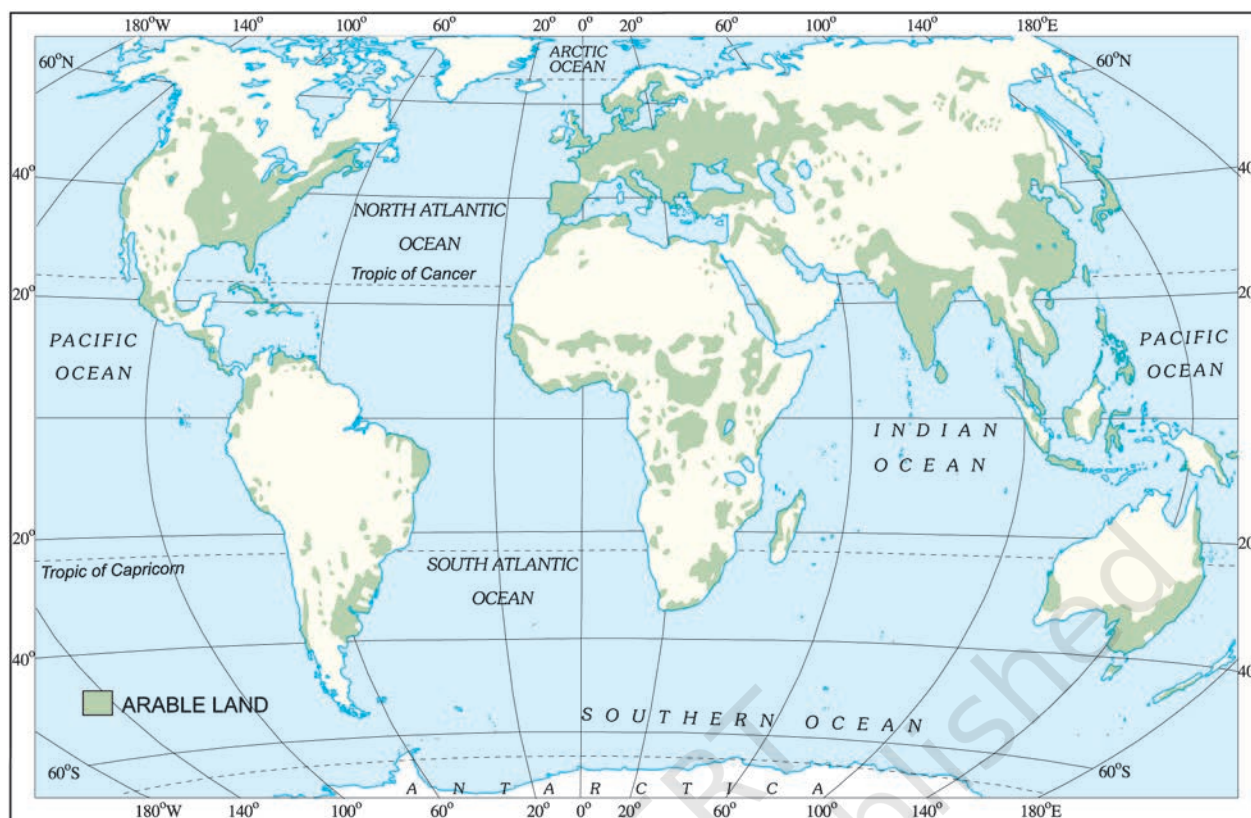 180°W 140° 100° 60° 20° 0° 20° 60° 100° 140° 180°E
ARCTIC
OCEAN
60°N
60°N
40°
40
NORTH ATLANTIC
OCEAN
Tropic of Cancer
20°
20
PACIFIC
OCEAN
PACIFIC
OCEAN
INDIAN
OCEAN
20°
20
Tropic of Capricorn
SOUTH ATLANTIC
OCEAN
40°
40
ARABLE LAND
SOUTHERN OCEAN
60°S
60°S
ANTARCTICA
180°W 140° 100° 60° 20° 0° 20° 60° 100° 140° 180°E